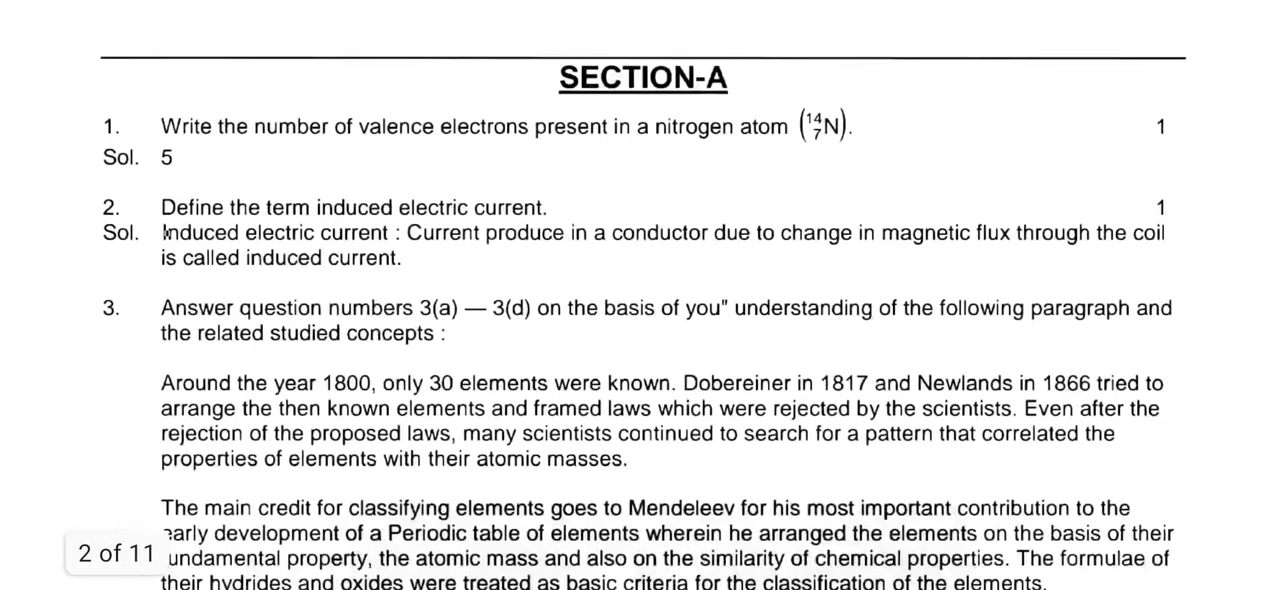 SECTION-A
1. Write the number of valence electrons present in a nitrogen atom (¹⁴₇N). 1
Sol. 5
2. Define the term induced electric current. 1
Sol. Induced electric current : Current produce in a conductor due to change in magnetic flux through the coil
is called induced current.
3. Answer question numbers 3(a) — 3(d) on the basis of you" understanding of the following paragraph and
the related studied concepts :
Around the year 1800, only 30 elements were known. Dobereiner in 1817 and Newlands in 1866 tried to
arrange the then known elements and framed laws which were rejected by the scientists. Even after the
rejection of the proposed laws, many scientists continued to search for a pattern that correlated the
properties of elements with their atomic masses.
The main credit for classifying elements goes to Mendeleev for his most important contribution to the
early development of a Periodic table of elements wherein he arranged the elements on the basis of their
undamental property, the atomic mass and also on the similarity of chemical properties. The formulae of
their hydrides and oxides were treated as basic criteria for the classification of the elements.
2 of 11